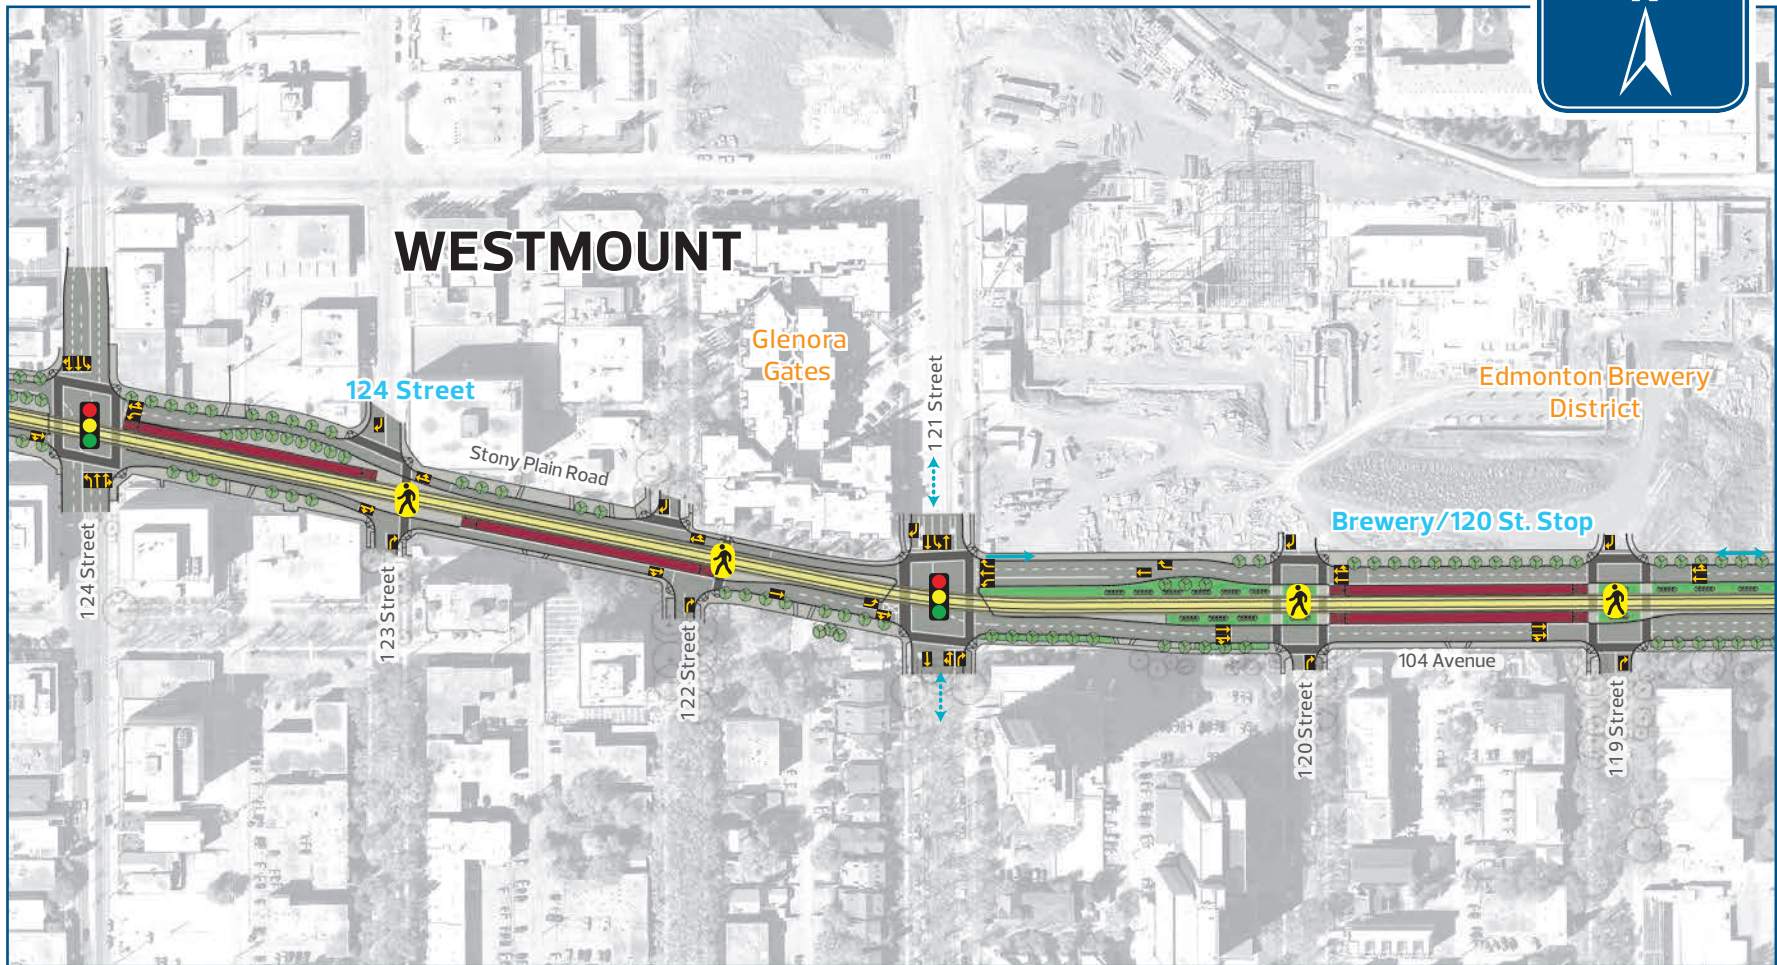 WESTMOUNT
Glenora
Gates
124 Street
Stony Plain Road
121 Street
Edmonton Brewery
District
Brewery/120 St. Stop
124 Street
123 Street
122 Street
104 Avenue
120 Street
119 Street